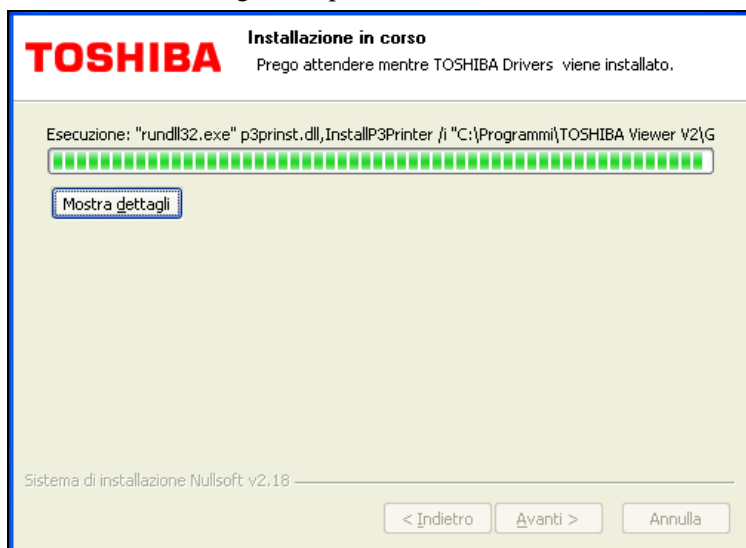 TOSHIBA
Installazione in corso
Prego attendere mentre TOSHIBA Drivers viene installato.
Esecuzione: "rundll32.exe" p3prinst.dll,InstallP3Printer /i "C:\Programmi\TOSHIBA Viewer V2\G
Mostra dettagli
Sistema di installazione Nullsoft v2.18
< Indietro
Avanti >
Annulla